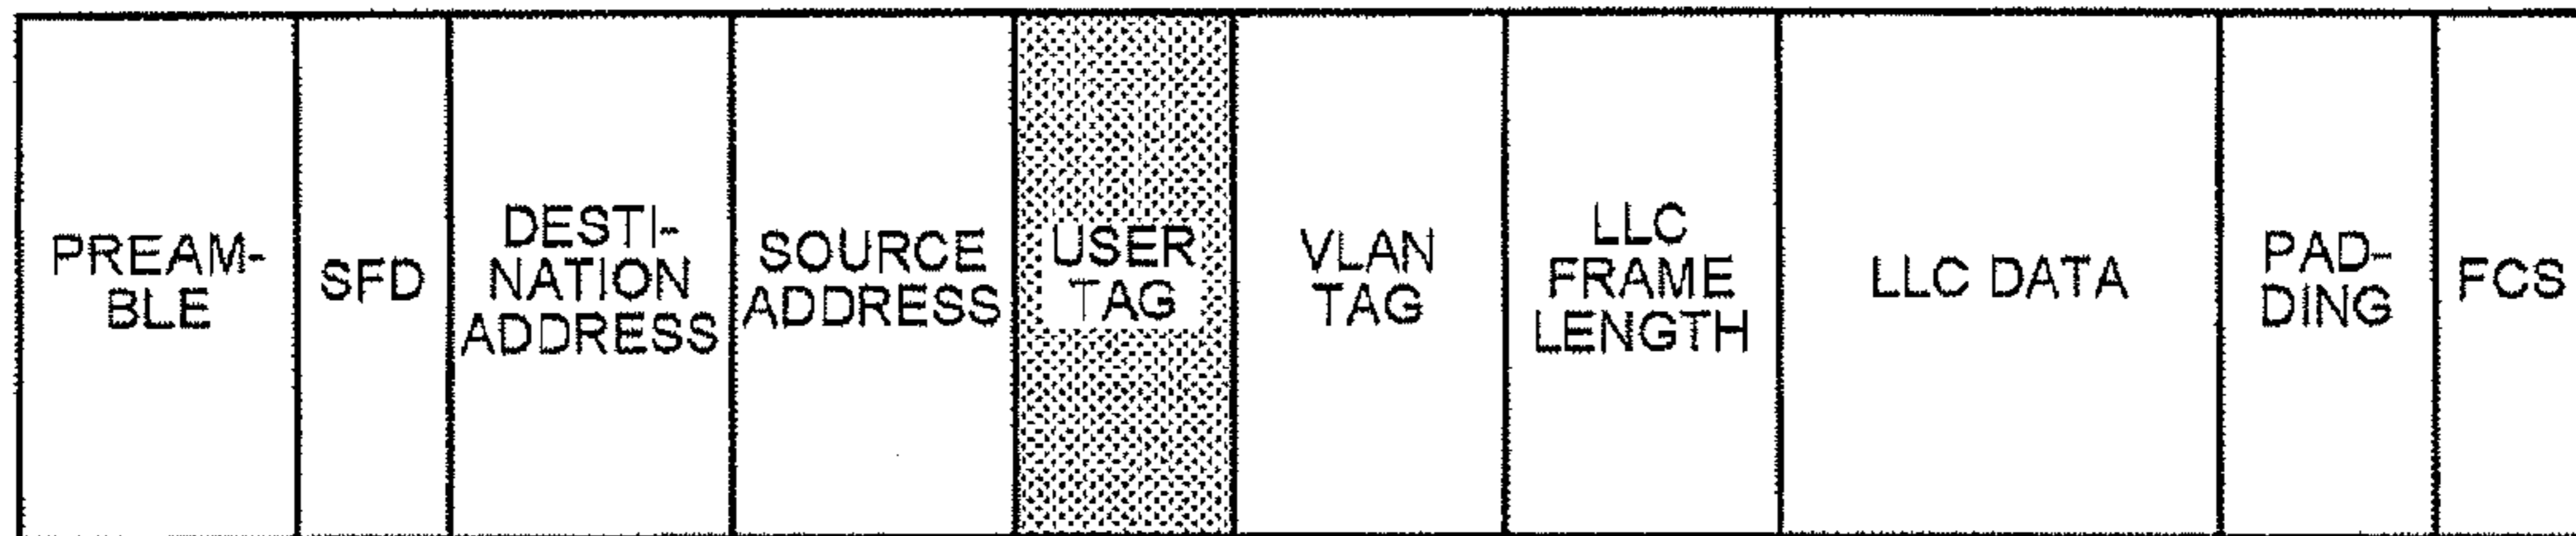 PREAM-
BLE
SFD
DESTI-
NATION
ADDRESS
SOURCE
ADDRESS
USER
TAG
VLAN
TAG
LLC
FRAME
LENGTH
LLC DATA
PAD-
DING
FCS